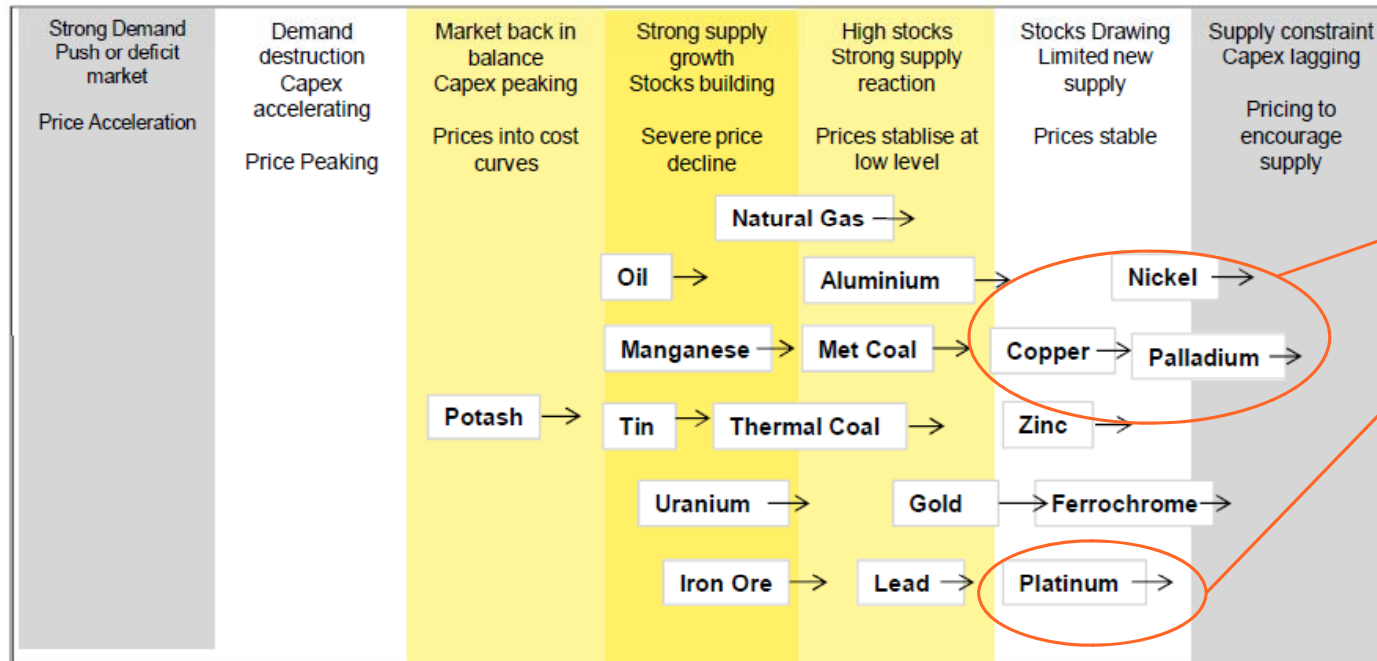 Strong Demand
Push or deficit
market
Price Acceleration
Demand
destruction
Capex
accelerating
Price Peaking
Market back in
balance
Capex peaking
Prices into cost
curves
Strong supply
growth
Stocks building
Severe price
decline
High stocks
Strong supply
reaction
Prices stablise at
low level
Stocks Drawing
Limited new
supply
Prices stable
Supply constraint
Capex lagging
Pricing to
encourage
supply
Natural Gas
Oil
Aluminium
Nickel
Manganese
Met Coal
Copper
Palladium
Potash
Tin
Thermal Coal
Zinc
Uranium
Gold
Ferrochrome
Iron Ore
Lead
Platinum